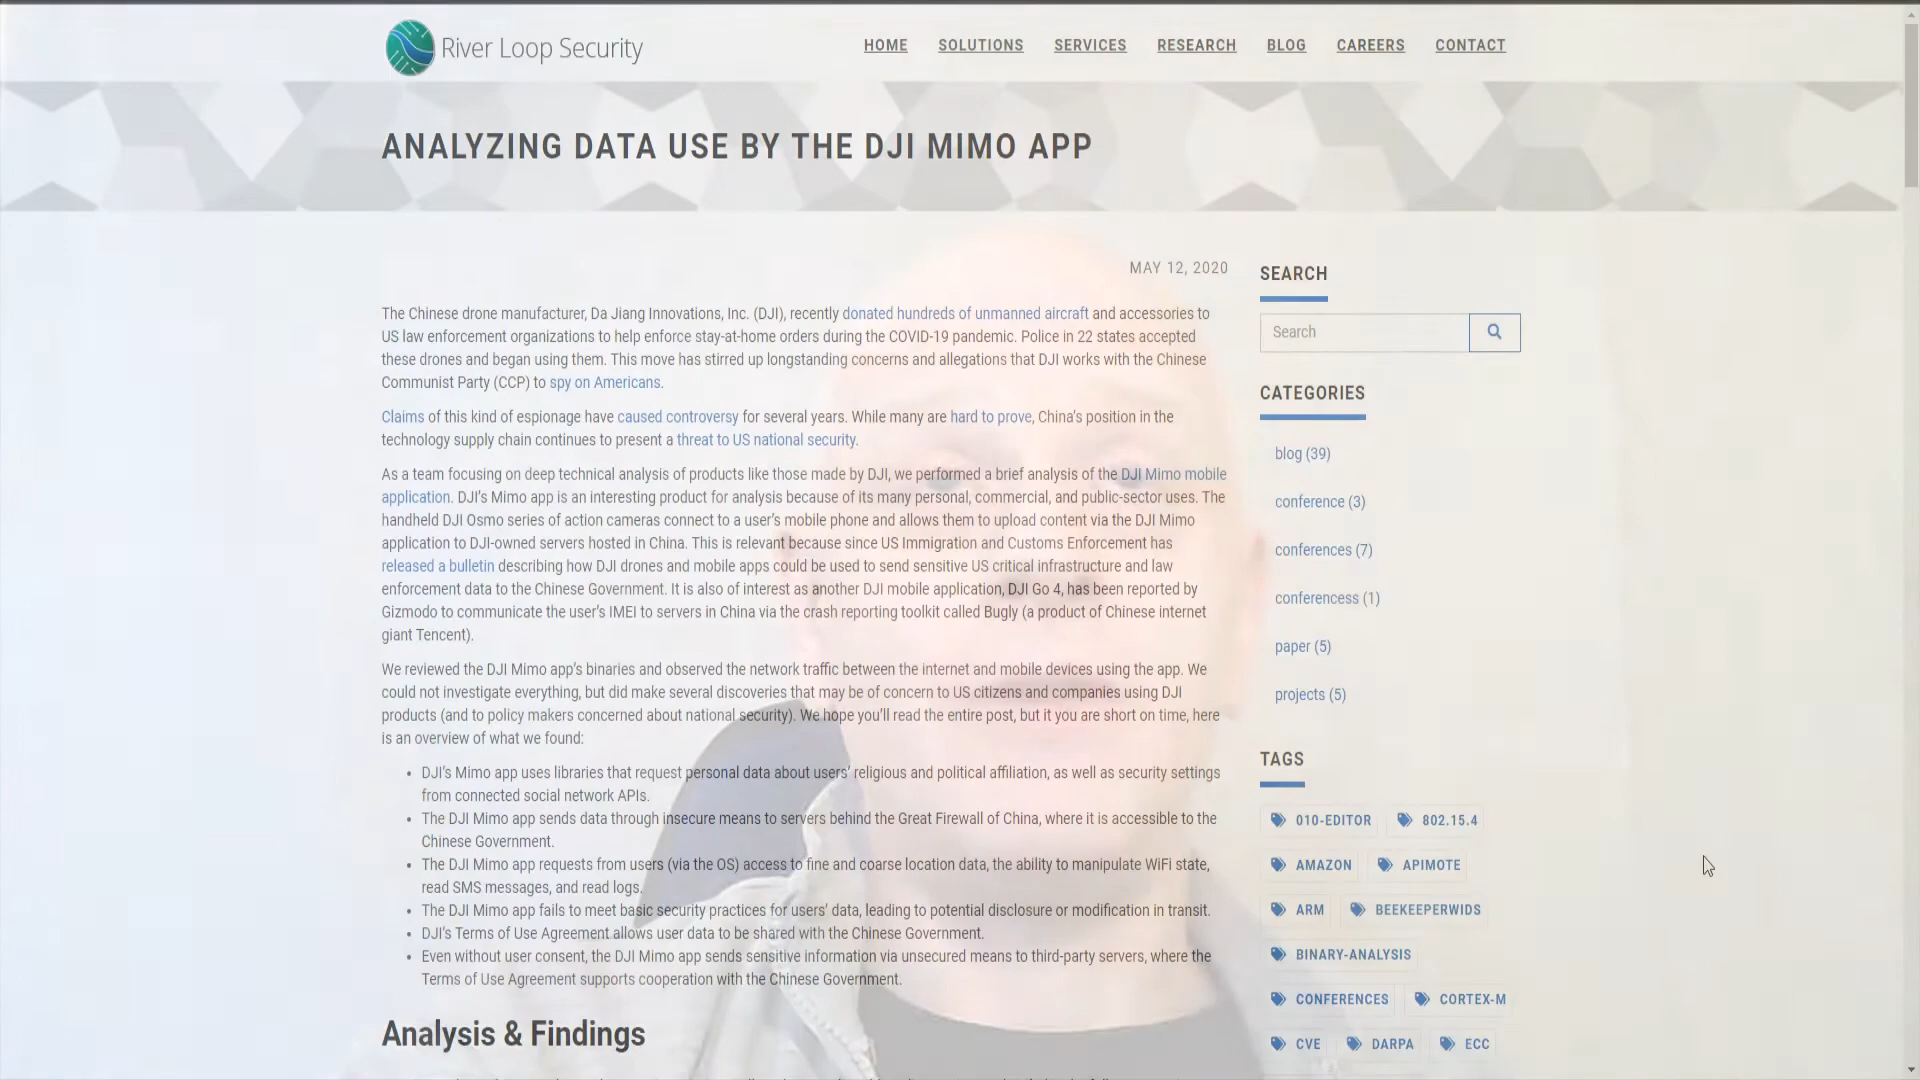 River Loop Security
HOME SOLUTIONS SERVICES RESEARCH BLOG CAREERS CONTACT
ANALYZING DATA USE BY THE DJI MIMO APP
MAY 12, 2020
The Chinese drone manufacturer, Da Jiang Innovations, Inc. (DJI), recently donated hundreds of unmanned aircraft and accessories to
US law enforcement organizations to help enforce stay-at-home orders during the COVID-19 pandemic. Police in 22 states accepted
these drones and began using them. This move has stirred up longstanding concerns and allegations that DJI works with the Chinese
Communist Party (CCP) to spy on Americans.
Claims of this kind of espionage have caused controversy for several years. While many are hard to prove, China's position in the
technology supply chain continues to present a threat to US national security.
As a team focusing on deep technical analysis of products like those made by DJI, we performed a brief analysis of the DJI Mimo mobile
application. DJI's Mimo app is an interesting product for analysis because of its many personal, commercial, and public-sector uses. The
handheld DJI Osmo series of action cameras connect to a user's mobile phone and allows them to upload content via the DJI Mimo
application to DJI-owned servers hosted in China. This is relevant because since US Immigration and Customs Enforcement has
released a bulletin describing how DJI drones and mobile apps could be used to send sensitive US critical infrastructure and law
enforcement data to the Chinese Government. It is also of interest as another DJI mobile application, DJI Go 4, has been reported by
Gizmodo to communicate the user's IMEI to servers in China via the crash reporting toolkit called Bugly (a product of Chinese internet
giant Tencent).
We reviewed the DJI Mimo app's binaries and observed the network traffic between the internet and mobile devices using the app. We
could not investigate everything, but did make several discoveries that may be of concern to US citizens and companies using DJI
products (and to policy makers concerned about national security). We hope you'll read the entire post, but it you are short on time, here
is an overview of what we found:
• DJI's Mimo app uses libraries that request personal data about users' religious and political affiliation, as well as security settings
from connected social network APIs.
• The DJI Mimo app sends data through insecure means to servers behind the Great Firewall of China, where it is accessible to the
Chinese Government.
• The DJI Mimo app requests from users (via the OS) access to fine and coarse location data, the ability to manipulate WiFi state,
read SMS messages, and read logs.
• The DJI Mimo app fails to meet basic security practices for users' data, leading to potential disclosure or modification in transit.
• DJI's Terms of Use Agreement allows user data to be shared with the Chinese Government.
• Even without user consent, the DJI Mimo app sends sensitive information via unsecured means to third-party servers, where the
Terms of Use Agreement supports cooperation with the Chinese Government.
Analysis & Findings
SEARCH
Search
CATEGORIES
blog (39)
conference (3)
conferences (7)
conferencess (1)
paper (5)
projects (5)
TAGS
010-EDITOR 802.15.4
AMAZON APIMOTE
ARM BEEKEEPERWIDS
BINARY-ANALYSIS
CONFERENCES CORTEX-M
CVE DARPA ECC